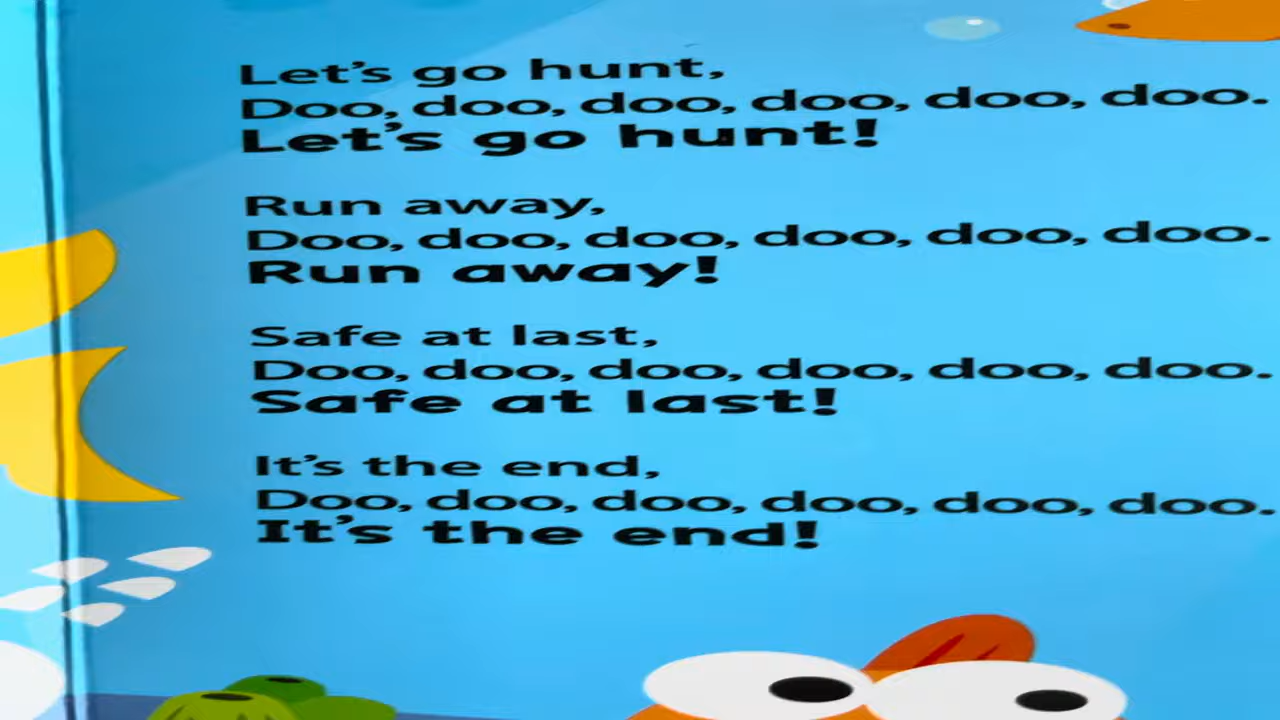 Let's go hunt,
Doo, doo, doo, doo, doo, doo.
Let's go hunt!
Run away,
Doo, doo, doo, doo, doo, doo.
Run away!
Safe at last,
Doo, doo, doo, doo, doo, doo.
Safe at last!
It's the end,
Doo, doo, doo, doo, doo, doo.
It's the end!